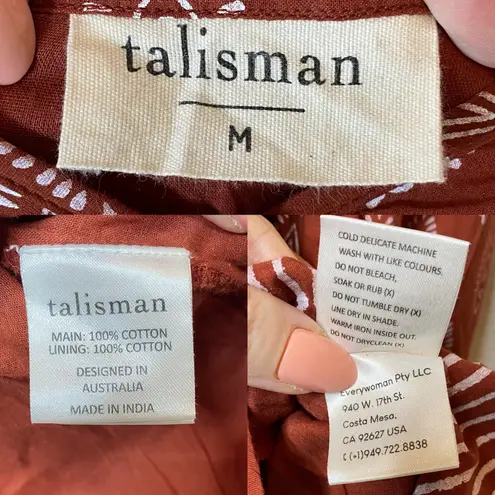 talisman
M
talisman
MAIN: 100% COTTON
LINING: 100% COTTON
DESIGNED IN
AUSTRALIA
MADE IN INDIA
COLD DELICATE MACHINE
WASH WITH LIKE COLOURS.
DO NOT BLEACH,
SOAK OR RUB (X)
DO NOT TUMBLE DRY (X)
LINE DRY IN SHADE.
WARM IRON INSIDE OUT.
DO NOT DRYCLEAN (X)
Everywoman Pty LLC
940 W. 17th St.
Costa Mesa,
CA 92627 USA
t (+1)949.722.8838